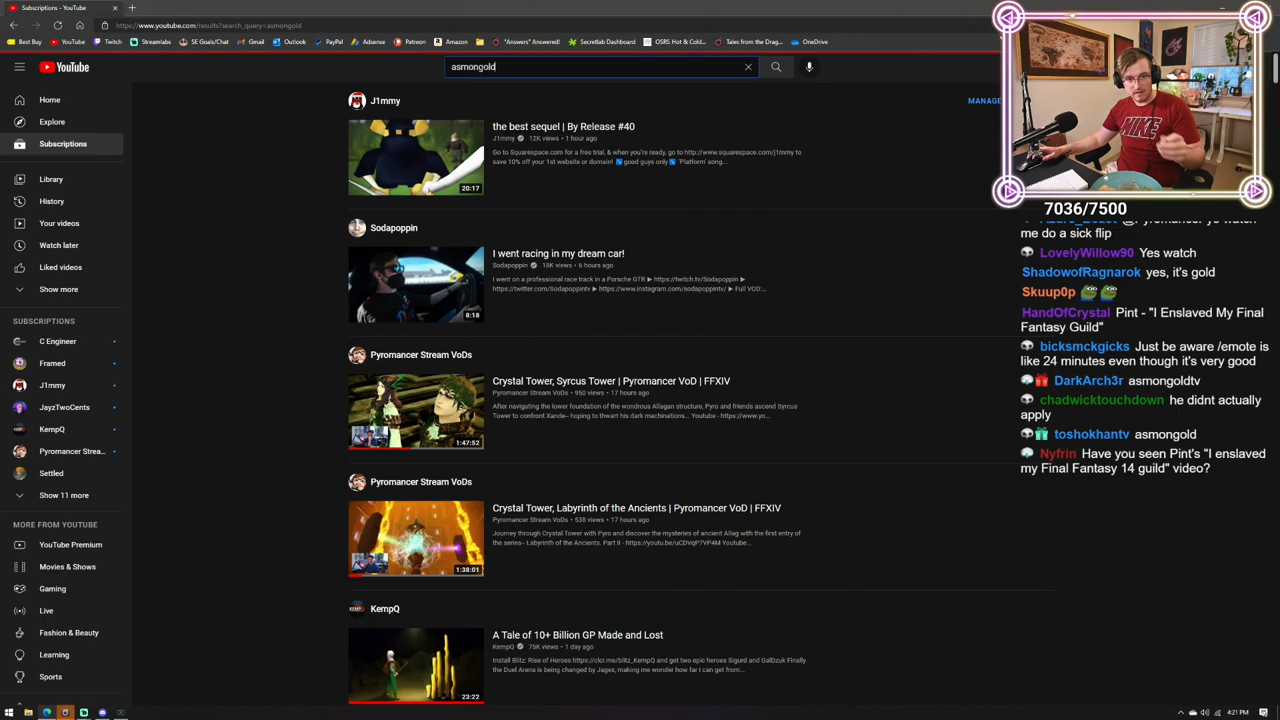 Subscriptions - YouTube
https://www.youtube.com/results?search_query=asmongold
Best Buy YouTube Twitch Streamlabs SE Goals/Chat Gmail Outlook PayPal Adsense Patreon Amazon "Answers" Answered! Secretlab Dashboard OSRS Hot & Cold... Tales from the Drag... OneDrive
YouTube
asmongold
Home
Explore
Subscriptions
Library
History
Your videos
Watch later
Liked videos
Show more
SUBSCRIPTIONS
C Engineer
Framed
J1mmy
JayzTwoCents
KempQ
Pyromancer Strea...
Settled
Show 11 more
MORE FROM YOUTUBE
YouTube Premium
Movies & Shows
Gaming
Live
Fashion & Beauty
Learning
Sports
J1mmy
MANAGE
the best sequel | By Release #40
J1mmy 12K views • 1 hour ago
Go to Squarespace.com for a free trial, & when you're ready, go to http://www.squarespace.com/j1mmy to
save 10% off your 1st website or domain! good guys only 'Platform' song...
20:17
Sodapoppin
I went racing in my dream car!
Sodapoppin 18K views • 6 hours ago
I went on a professional race track in a Porsche GTR ► https://twitch.tv/Sodapoppin ►
https://twitter.com/Sodapoppintv ► https://www.instagram.com/sodapoppintv/ ► Full VOD:...
8:18
Pyromancer Stream VoDs
Crystal Tower, Syrcus Tower | Pyromancer VoD | FFXIV
Pyromancer Stream VoDs • 950 views • 17 hours ago
After navigating the lower foundation of the wondrous Allagan structure, Pyro and friends ascend Syrcus
Tower to confront Xande-- hoping to thwart his dark machinations... Youtube - https://www.yo...
1:47:52
Pyromancer Stream VoDs
Crystal Tower, Labyrinth of the Ancients | Pyromancer VoD | FFXIV
Pyromancer Stream VoDs • 538 views • 17 hours ago
Journey through Crystal Tower with Pyro and discover the mysteries of ancient Allag with the first entry of
the series-- Labyrinth of the Ancients. Part II - https://youtu.be/uCDVqP7VP4M Youtube...
1:38:01
KempQ
A Tale of 10+ Billion GP Made and Lost
KempQ 75K views • 1 day ago
Install Blitz: Rise of Heroes https://clcr.me/blitz_KempQ and get two epic heroes Sigurd and GalDzuk Finally
the Duel Arena is being changed by Jagex, making me wonder how far I can get from...
23:22
NIKE
7036/7500
me do a sick flip
LovelyWillow90 Yes watch
ShadowofRagnarok yes, it's gold
Skuup0p
HandOfCrystal Pint - "I Enslaved My Final
Fantasy Guild"
bicksmckgicks Just be aware /emote is
like 24 minutes even though it's very good
DarkArch3r asmongoldtv
chadwicktouchdown he didnt actually
apply
toshokhantv asmongold
Nyfrin Have you seen Pint's "I enslaved
my Final Fantasy 14 guild" video?
4:21 PM